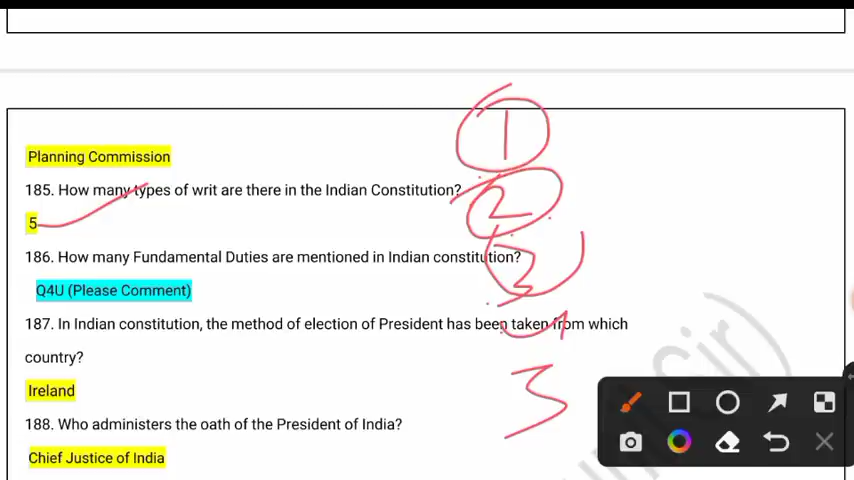 Planning Commission
185. How many types of writ are there in the Indian Constitution?
5
186. How many Fundamental Duties are mentioned in Indian constitution?
Q4U (Please Comment)
187. In Indian constitution, the method of election of President has been taken from which
country?
Ireland
188. Who administers the oath of the President of India?
Chief Justice of India
1
2
3
Sir)